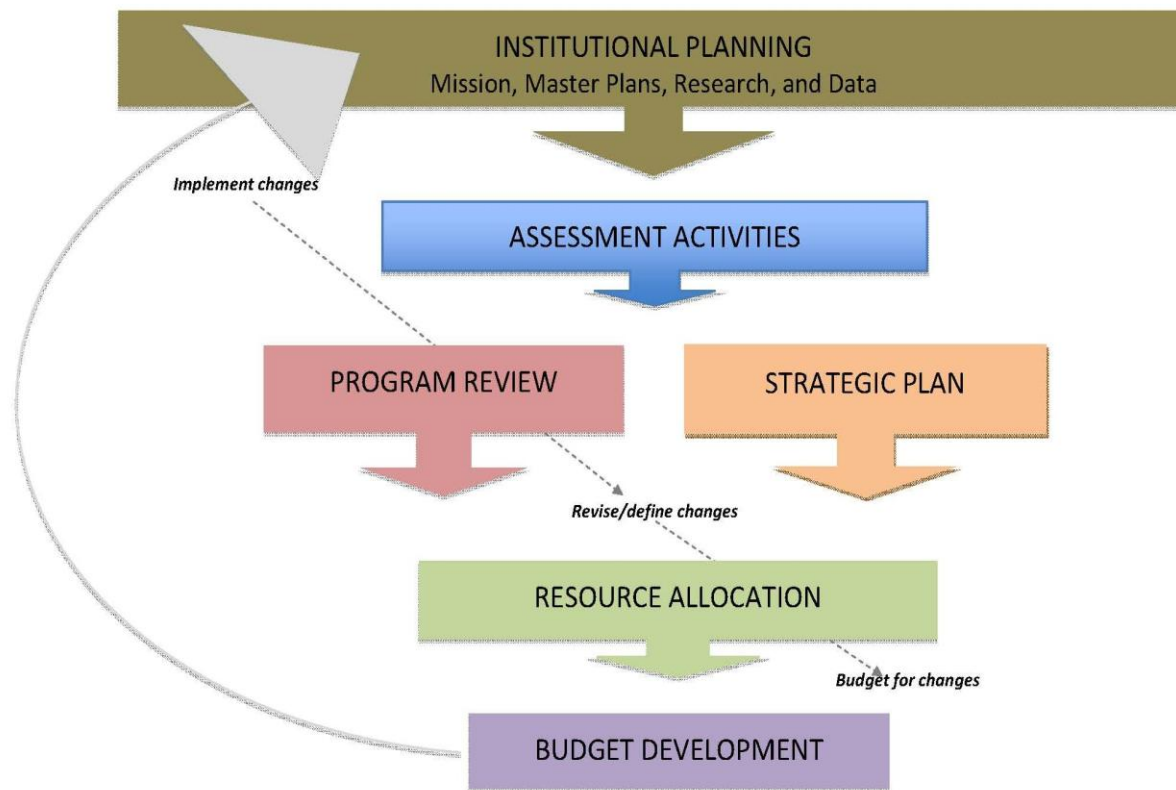 INSTITUTIONAL PLANNING
Mission, Master Plans, Research, and Data
Implement changes
ASSESSMENT ACTIVITIES
PROGRAM REVIEW
STRATEGIC PLAN
Revise/define changes
RESOURCE ALLOCATION
Budget for changes
BUDGET DEVELOPMENT